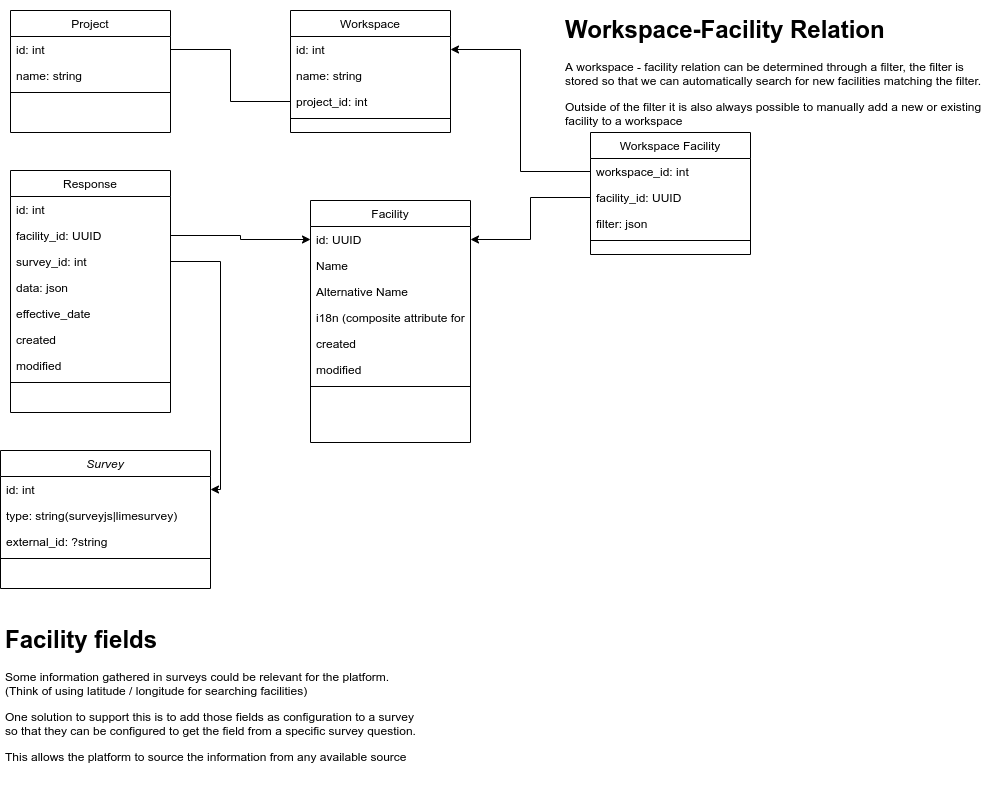 Project
id: int
name: string
Workspace
id: int
name: string
project_id: int
Workspace-Facility Relation
A workspace - facility relation can be determined through a filter, the filter is
stored so that we can automatically search for new facilities matching the filter.
Outside of the filter it is also always possible to manually add a new or existing
facility to a workspace
Workspace Facility
workspace_id: int
facility_id: UUID
filter: json
Response
id: int
facility_id: UUID
survey_id: int
data: json
effective_date
created
modified
Facility
id: UUID
Name
Alternative Name
i18n (composite attribute for
created
modified
Survey
id: int
type: string(surveyjs|limesurvey)
external_id: ?string
Facility fields
Some information gathered in surveys could be relevant for the platform.
(Think of using latitude / longitude for searching facilities)
One solution to support this is to add those fields as configuration to a survey
so that they can be configured to get the field from a specific survey question.
This allows the platform to source the information from any available source